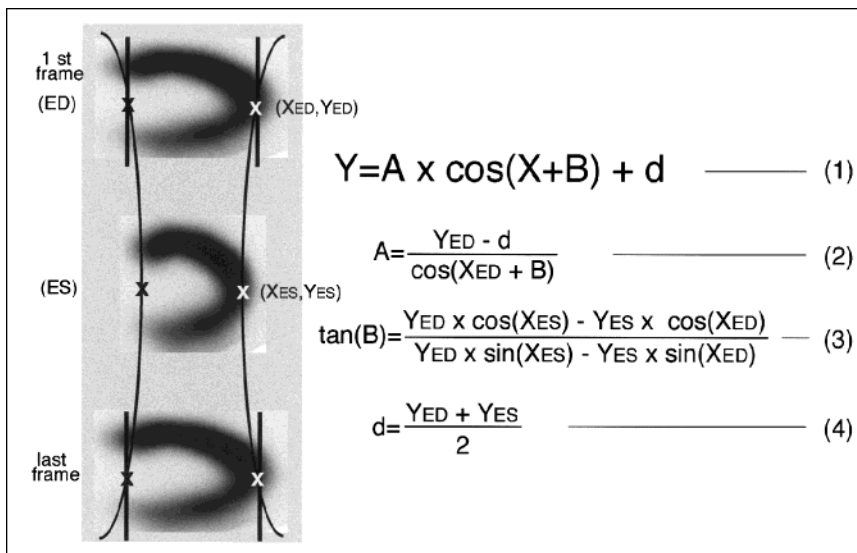 1 st
frame
(ED)
x x (XED,YED)
Y=A x cos(X+B) + d (1)
A= YED - d / cos(XED + B) (2)
(ES)
x x (XES,YES)
tan(B)= YED x cos(XES) - YES x cos(XED) / YED x sin(XES) - YES x sin(XED) (3)
d= YED + YES / 2 (4)
last
frame
x x